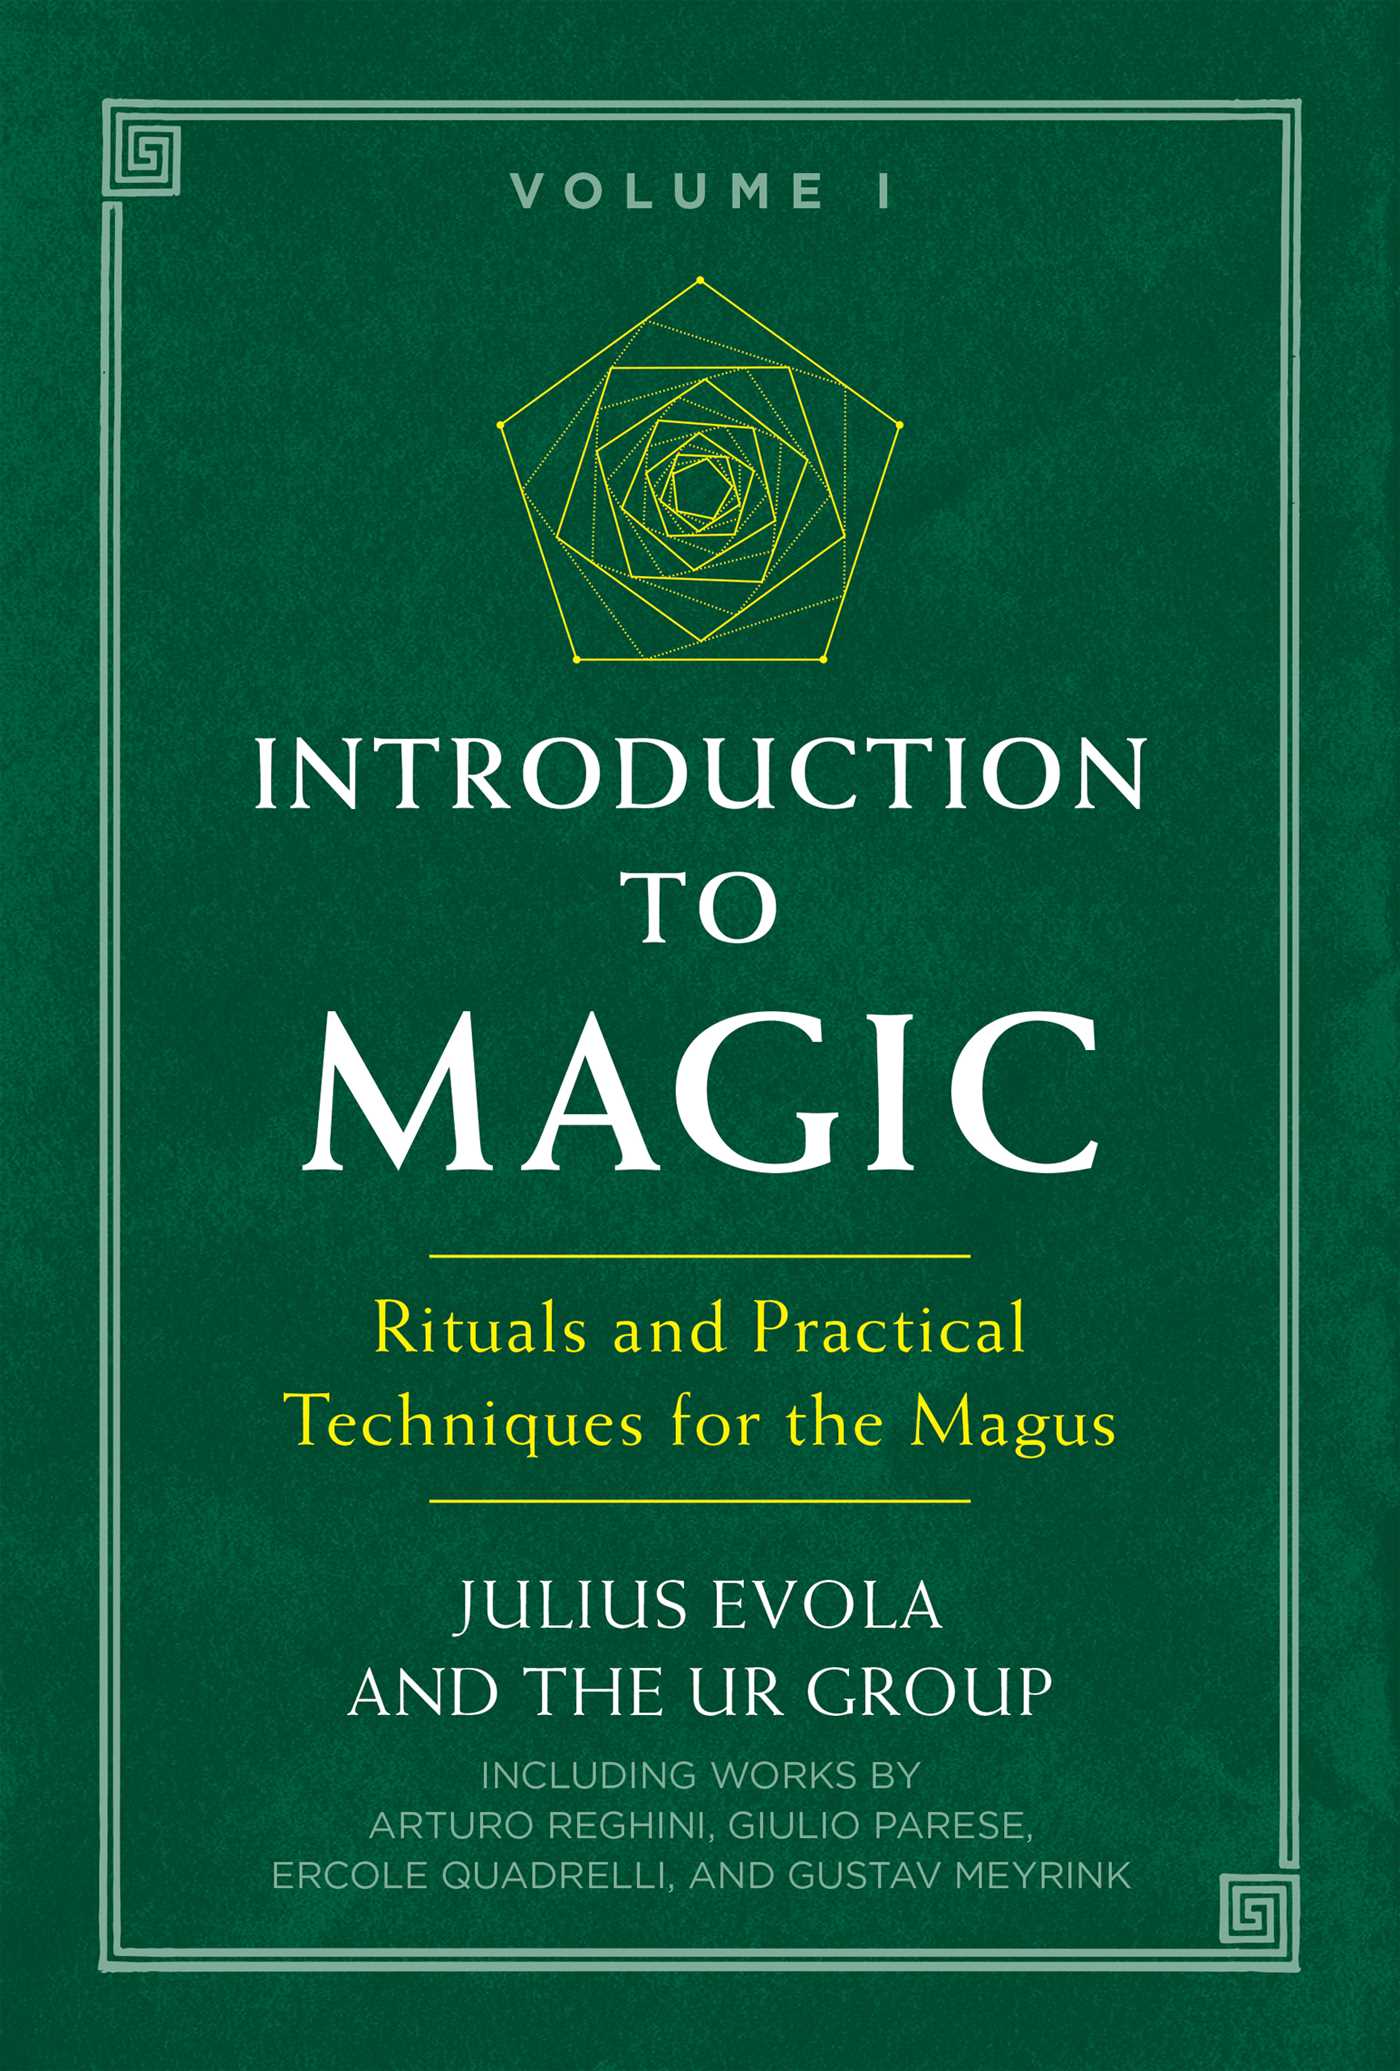 VOLUME I
INTRODUCTION
TO
MAGIC
Rituals and Practical
Techniques for the Magus
JULIUS EVOLA
AND THE UR GROUP
INCLUDING WORKS BY
ARTURO REGHINI, GIULIO PARESE,
ERCOLE QUADRELLI, AND GUSTAV MEYRINK